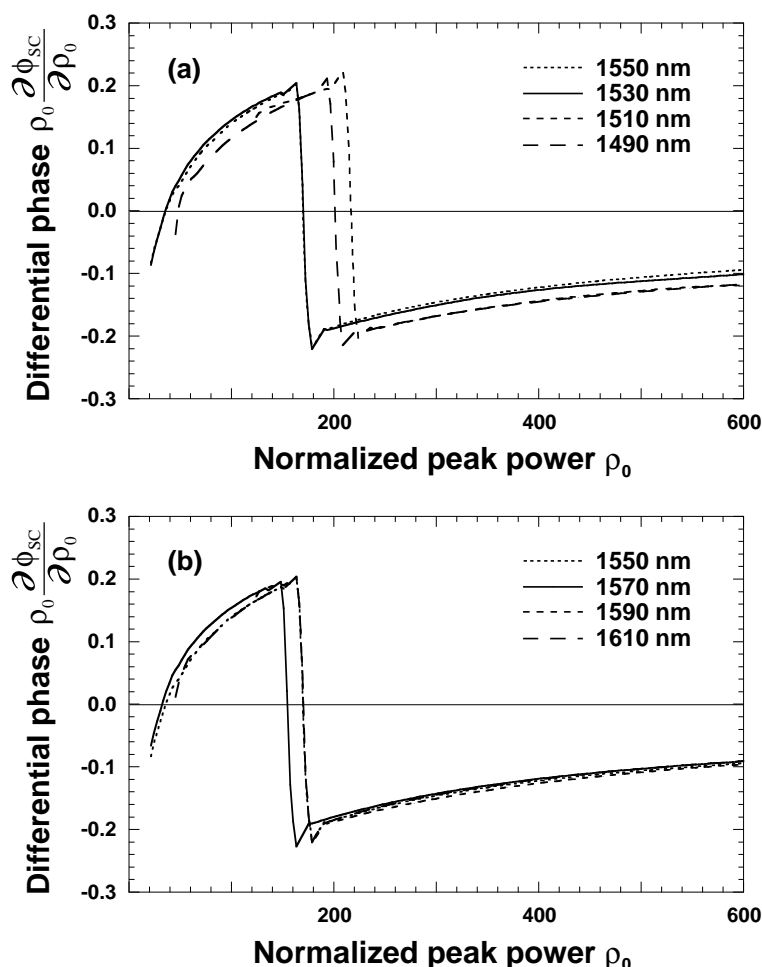 (a)
1550 nm
1530 nm
1510 nm
1490 nm
Differential phase ρ₀ ∂ϕSC/∂ρ₀
0.3
0.2
0.1
0.0
-0.1
-0.2
-0.3
200 400 600
Normalized peak power ρ₀
(b)
1550 nm
1570 nm
1590 nm
1610 nm
Differential phase ρ₀ ∂ϕSC/∂ρ₀
0.3
0.2
0.1
0.0
-0.1
-0.2
-0.3
200 400 600
Normalized peak power ρ₀